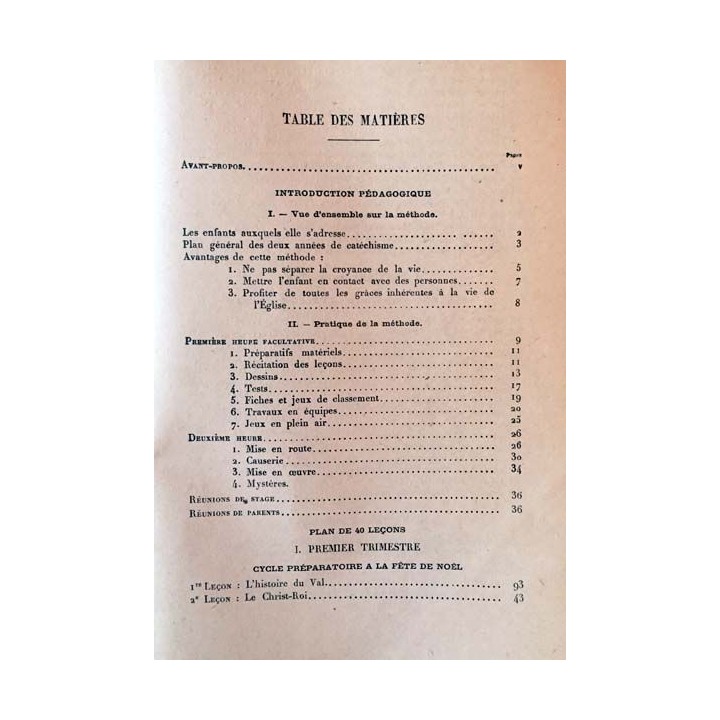 TABLE DES MATIÈRES
Pages
AVANT-PROPOS. v
INTRODUCTION PÉDAGOGIQUE
I. — Vue d'ensemble sur la méthode.
Les enfants auxquels elle s'adresse 2
Plan général des deux années de catéchisme 3
Avantages de cette méthode :
1. Ne pas séparer la croyance de la vie 5
2. Mettre l'enfant en contact avec des personnes 7
3. Profiter de toutes les grâces inhérentes à la vie de
l'Église 8
II. — Pratique de la méthode.
PREMIÈRE HEURE FACULTATIVE 9
1. Préparatifs matériels 11
2. Récitation des leçons 11
3. Dessins 13
4. Tests 17
5. Fiches et jeux de classement 19
6. Travaux en équipes 20
7. Jeux en plein air 25
DEUXIÈME HEURE 26
1. Mise en route 26
2. Causerie 30
3. Mise en œuvre 34
4. Mystères.
RÉUNIONS DE STAGE 36
RÉUNIONS DE PARENTS 36
PLAN DE 40 LEÇONS
I. PREMIER TRIMESTRE
CYCLE PRÉPARATOIRE A LA FÊTE DE NOËL
1re LEÇON : L'histoire du Val 93
2e LEÇON : Le Christ-Roi 43